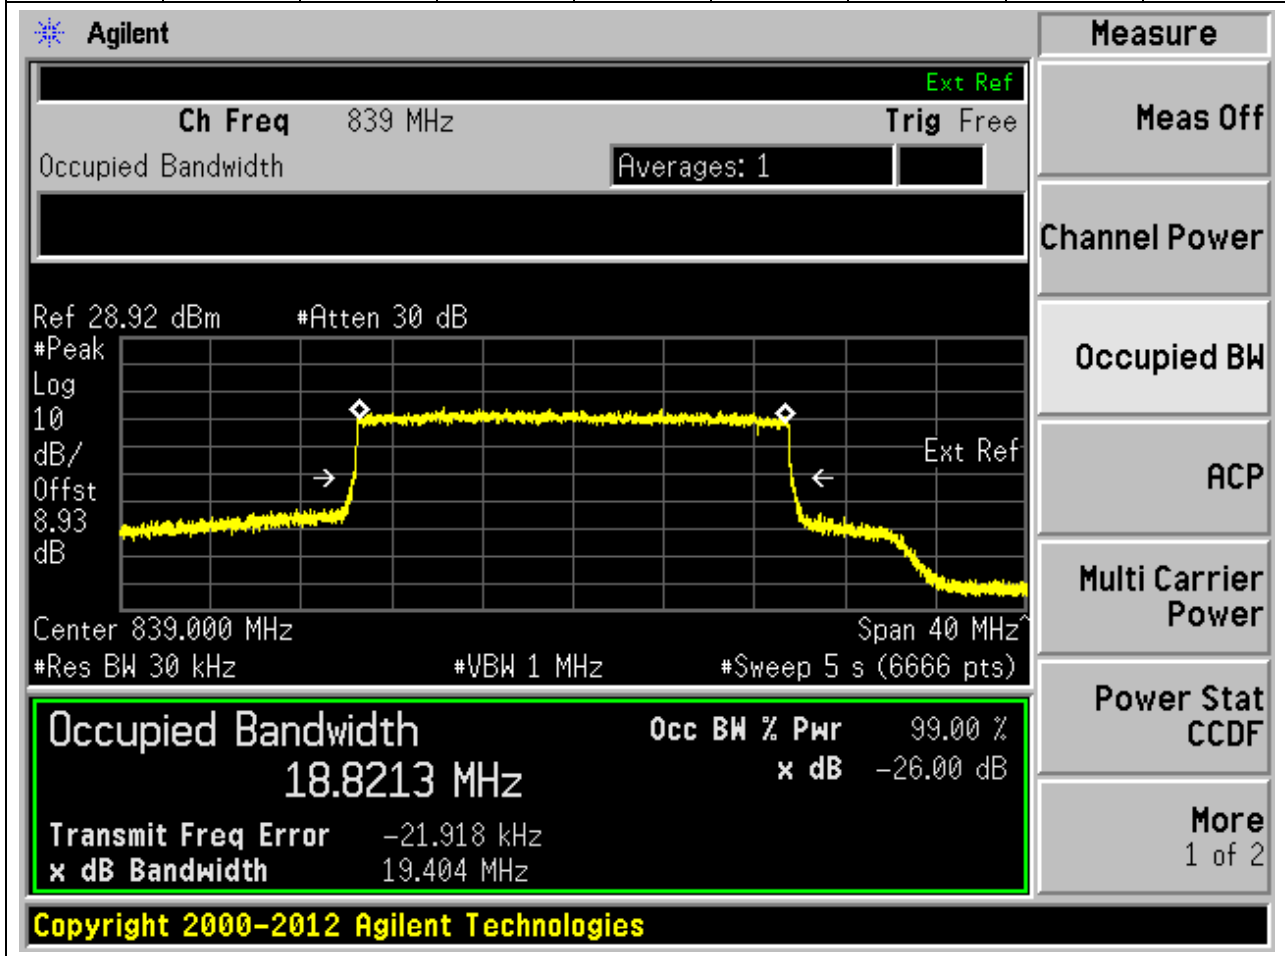 Agilent
Measure
Ext Ref
Ch Freq 839 MHz Trig Free
Meas Off
Occupied Bandwidth Averages: 1
Channel Power
Ref 28.92 dBm #Atten 30 dB
#Peak
Log
10
dB/
Offst
8.93
dB
Ext Ref
Occupied BW
ACP
Center 839.000 MHz Span 40 MHz^
#Res BW 30 kHz #VBW 1 MHz #Sweep 5 s (6666 pts)
Multi Carrier
Power
Occupied Bandwidth Occ BW % Pwr 99.00 %
18.8213 MHz x dB -26.00 dB
Transmit Freq Error -21.918 kHz
x dB Bandwidth 19.404 MHz
Power Stat
CCDF
More
1 of 2
Copyright 2000-2012 Agilent Technologies